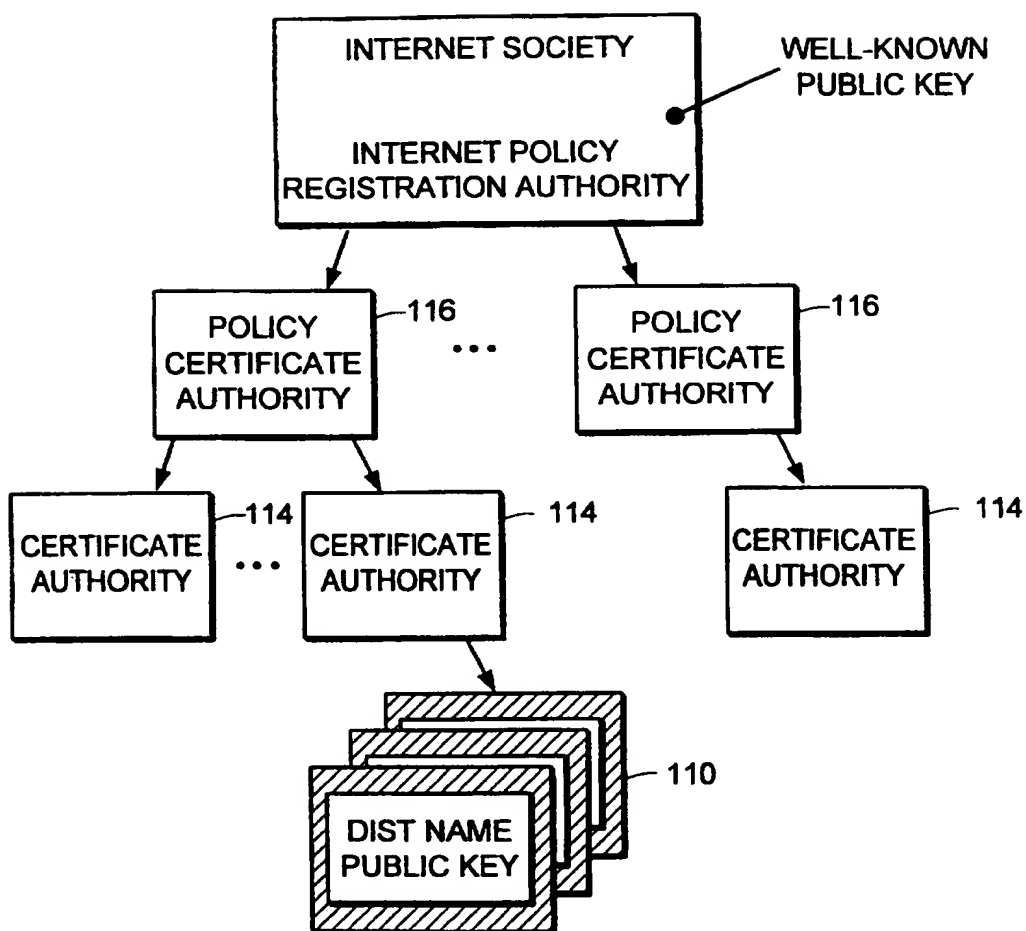 INTERNET SOCIETY
INTERNET POLICY
REGISTRATION AUTHORITY
WELL-KNOWN
PUBLIC KEY
POLICY
CERTIFICATE
AUTHORITY
116
...
POLICY
CERTIFICATE
AUTHORITY
116
CERTIFICATE
AUTHORITY
114
...
CERTIFICATE
AUTHORITY
114
CERTIFICATE
AUTHORITY
114
DIST NAME
PUBLIC KEY
110